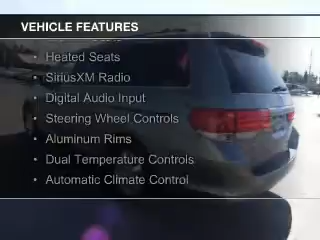 VEHICLE FEATURES
• Heated Seats
• SiriusXM Radio
• Digital Audio Input
• Steering Wheel Controls
• Aluminum Rims
• Dual Temperature Controls
• Automatic Climate Control